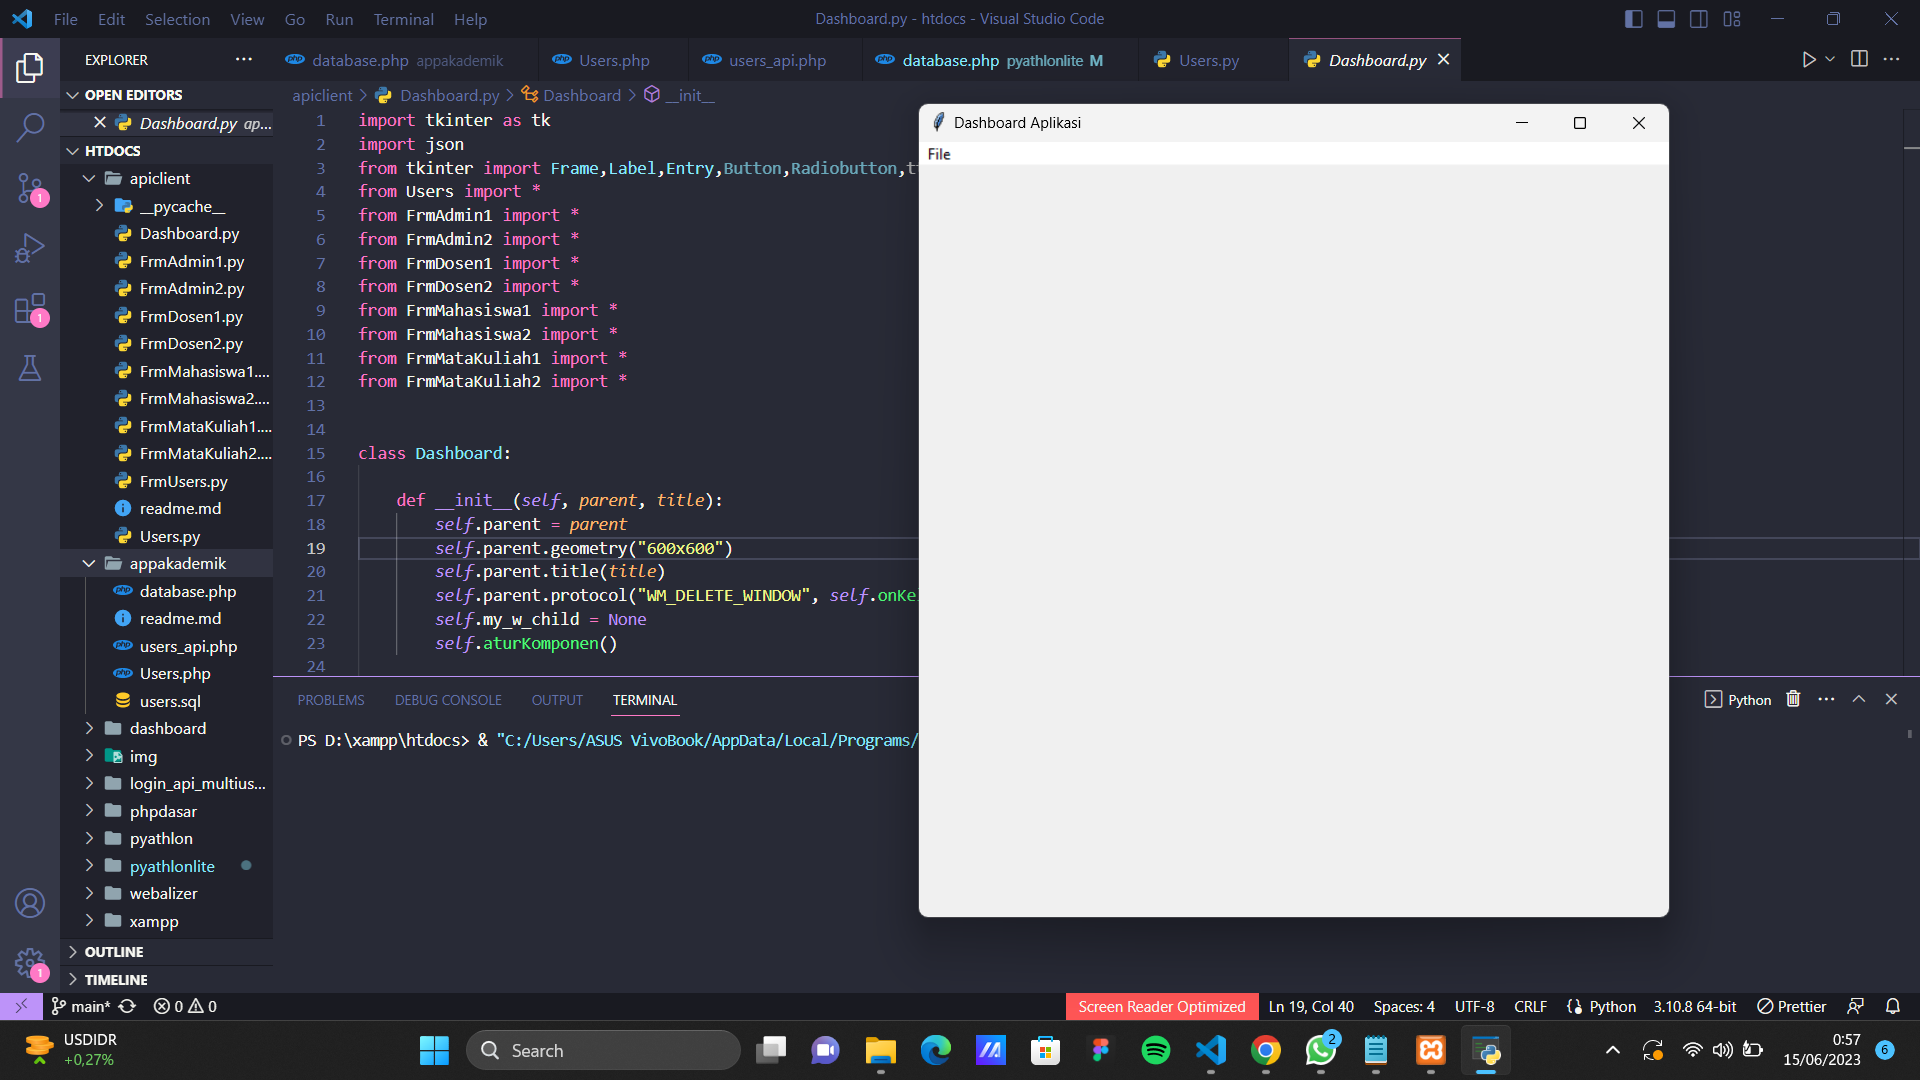 File Edit Selection View Go Run Terminal Help
Dashboard.py - htdocs - Visual Studio Code
EXPLORER
database.php appakademik
Users.php
users_api.php
database.php pyathlonlite M
Users.py
Dashboard.py
OPEN EDITORS
Dashboard.py ap...
HTDOCS
apiclient
__pycache__
Dashboard.py
FrmAdmin1.py
FrmAdmin2.py
FrmDosen1.py
FrmDosen2.py
FrmMahasiswa1....
FrmMahasiswa2....
FrmMataKuliah1....
FrmMataKuliah2....
FrmUsers.py
readme.md
Users.py
appakademik
database.php
readme.md
users_api.php
Users.php
users.sql
dashboard
img
login_api_multius...
phpdasar
pyathlon
pyathlonlite
webalizer
xampp
OUTLINE
TIMELINE
1
1
1
apiclient > Dashboard.py > Dashboard > __init__
1 import tkinter as tk
2 import json
3 from tkinter import Frame,Label,Entry,Button,Radiobutton,t
4 from Users import *
5 from FrmAdmin1 import *
6 from FrmAdmin2 import *
7 from FrmDosen1 import *
8 from FrmDosen2 import *
9 from FrmMahasiswa1 import *
10 from FrmMahasiswa2 import *
11 from FrmMataKuliah1 import *
12 from FrmMataKuliah2 import *
13
14
15 class Dashboard:
16
17 def __init__(self, parent, title):
18 self.parent = parent
19 self.parent.geometry("600x600")
20 self.parent.title(title)
21 self.parent.protocol("WM_DELETE_WINDOW", self.onKe
22 self.my_w_child = None
23 self.aturKomponen()
24
Dashboard Aplikasi
File
PROBLEMS DEBUG CONSOLE OUTPUT TERMINAL
Python
PS D:\xampp\htdocs> & "C:/Users/ASUS VivoBook/AppData/Local/Programs/
main* 0 0
Screen Reader Optimized Ln 19, Col 40 Spaces: 4 UTF-8 CRLF Python 3.10.8 64-bit Prettier
USDIDR
+0,27%
Search
2
0:57
15/06/2023
6